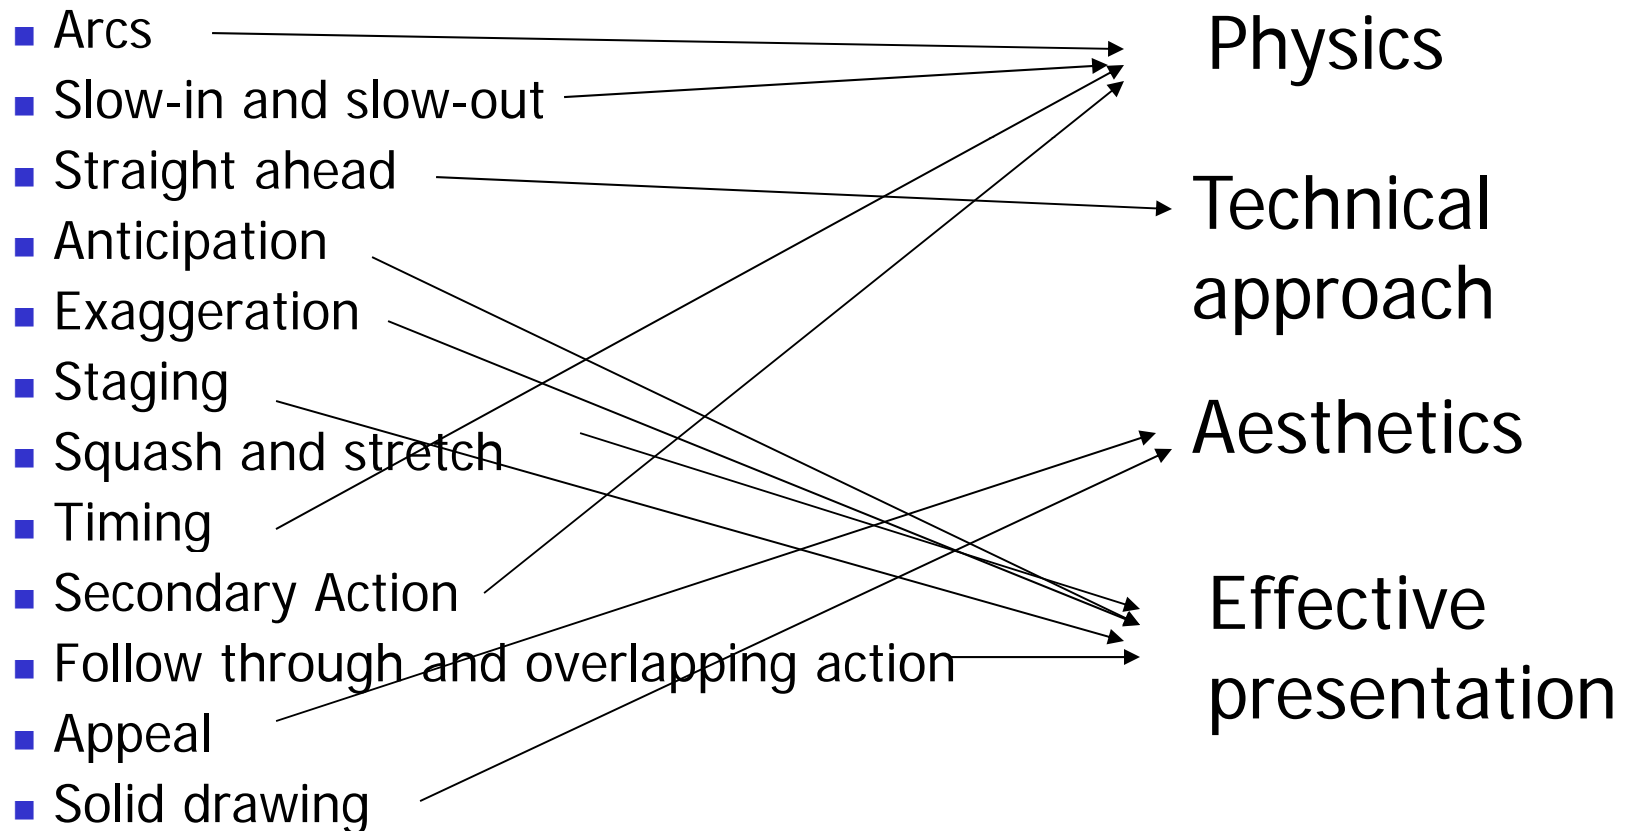 Arcs
Slow-in and slow-out
Straight ahead
Anticipation
Exaggeration
Staging
Squash and stretch
Timing
Secondary Action
Follow through and overlapping action
Appeal
Solid drawing
Physics
Technical
approach
Aesthetics
Effective
presentation